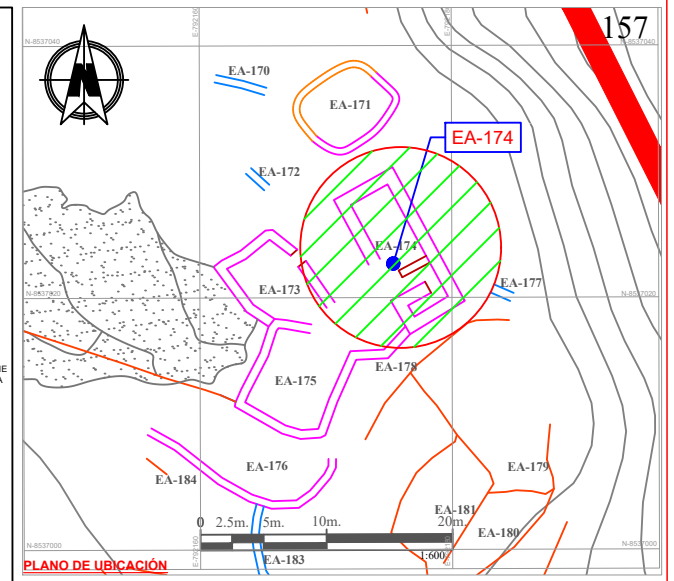 E-792160
157
N-8537040
N-8537040
EA-170
EA-171
EA-174
EA-172
EA-174
EA-177
EA-173
N-8537020
N-8537020
EA-178
EA-175
EA-176
EA-179
EA-184
EA-181
0 2.5m. 5m. 10m. 20m.
EA-180
N-8537000
N-8537000
1:600
EA-183
PLANO DE UBICACIÓN
E-792160